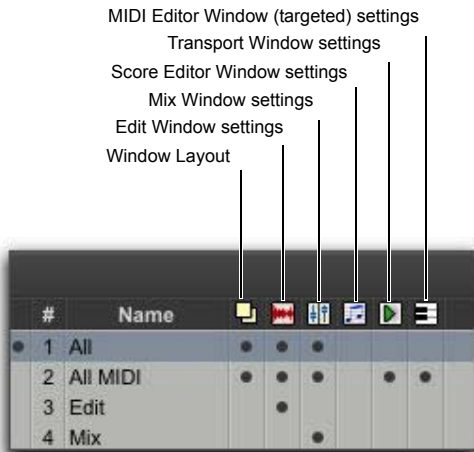 MIDI Editor Window (targeted) settings
Transport Window settings
Score Editor Window settings
Mix Window settings
Edit Window settings
Window Layout
# Name
1 All
2 All MIDI
3 Edit
4 Mix